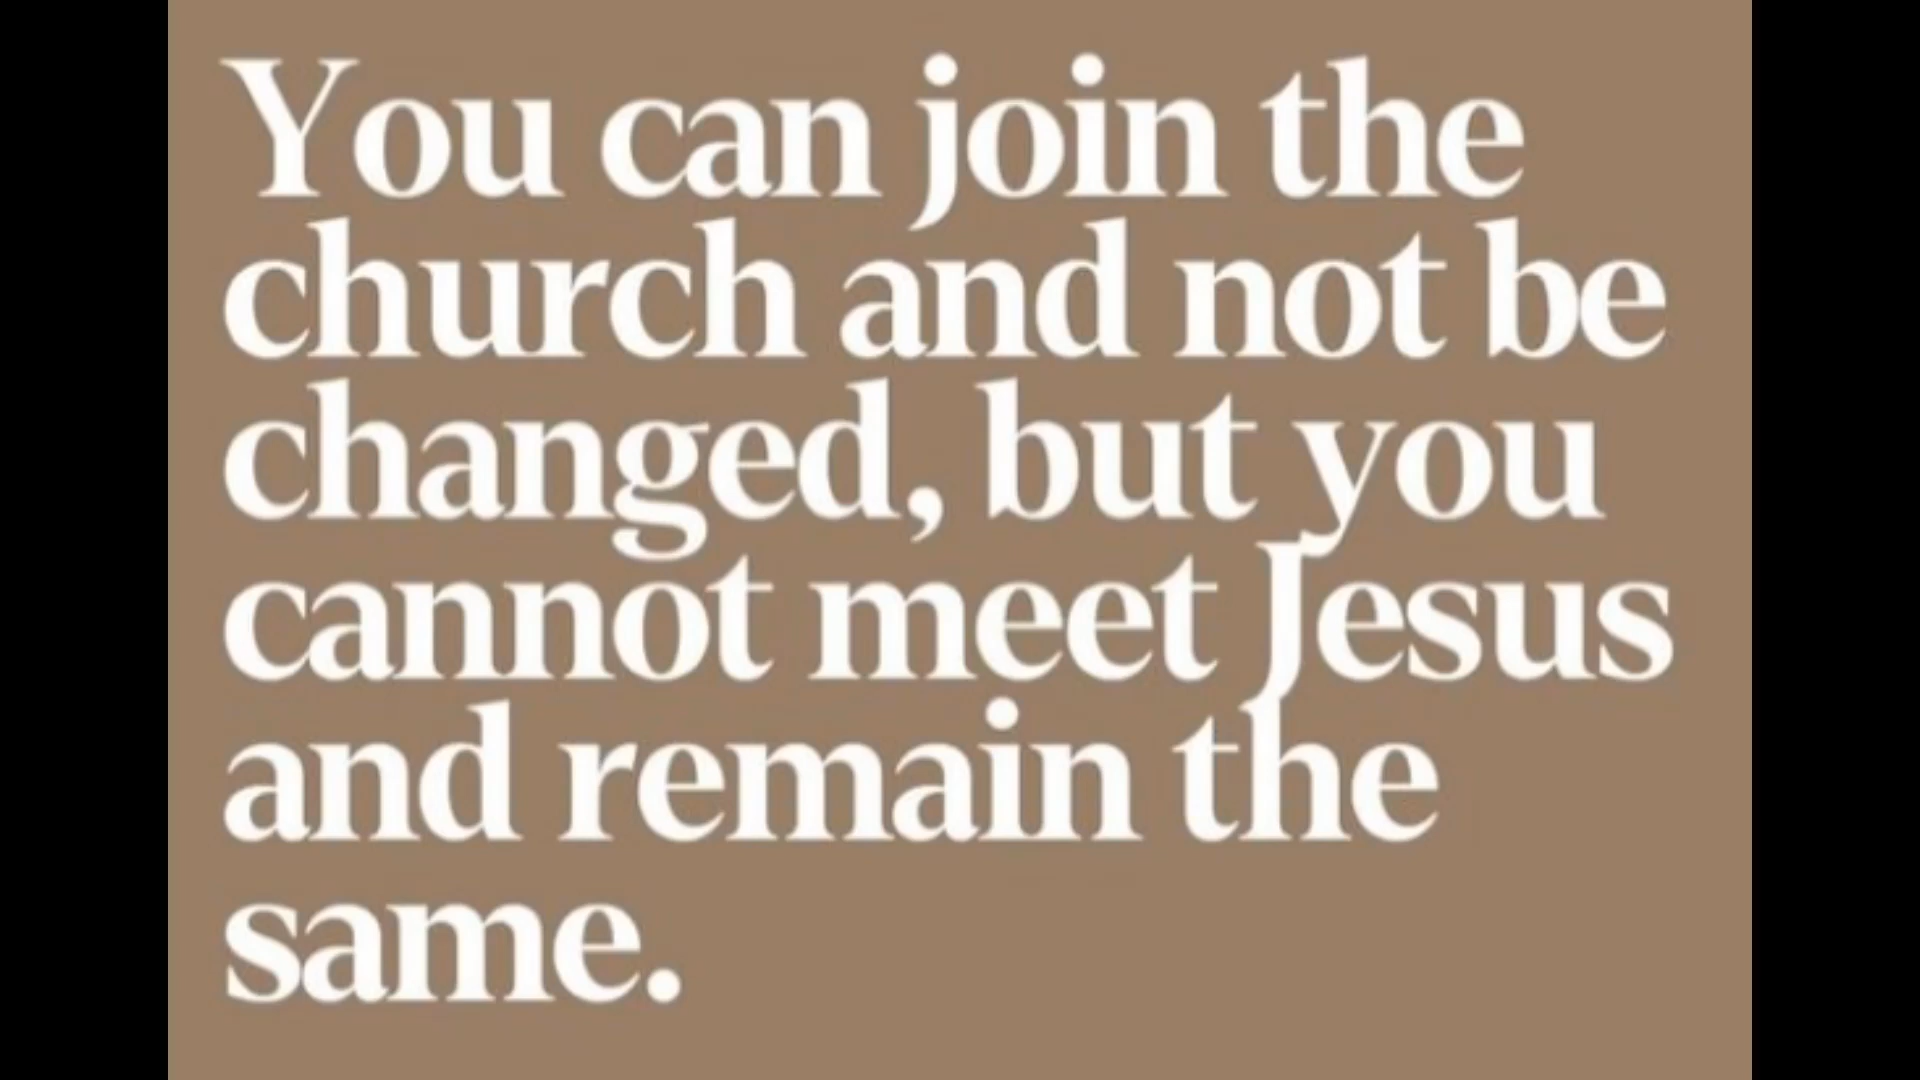 You can join the
church and not be
changed, but you
cannot meet Jesus
and remain the
same.